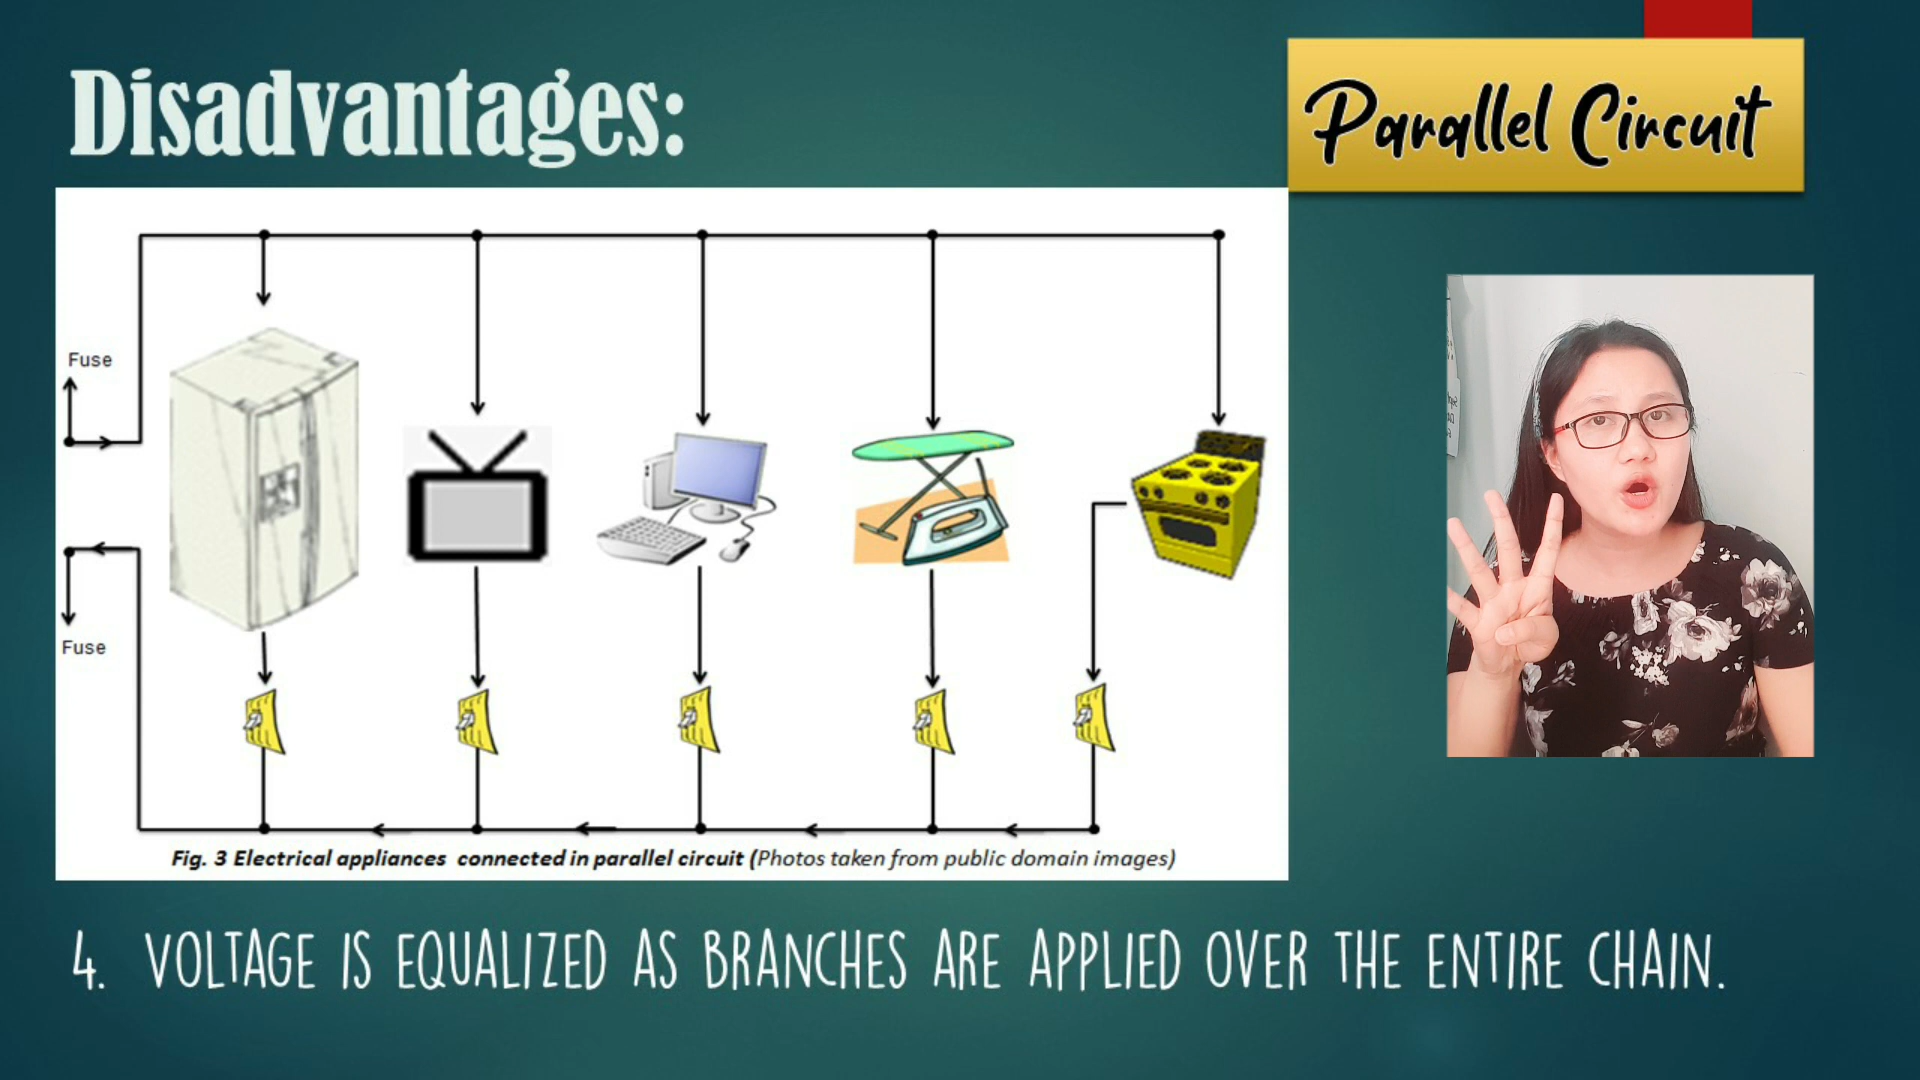 Disadvantages:
Parallel Circuit
Fuse
Fuse
Fig. 3 Electrical appliances connected in parallel circuit (Photos taken from public domain images)
4. VOLTAGE IS EQUALIZED AS BRANCHES ARE APPLIED OVER THE ENTIRE CHAIN.